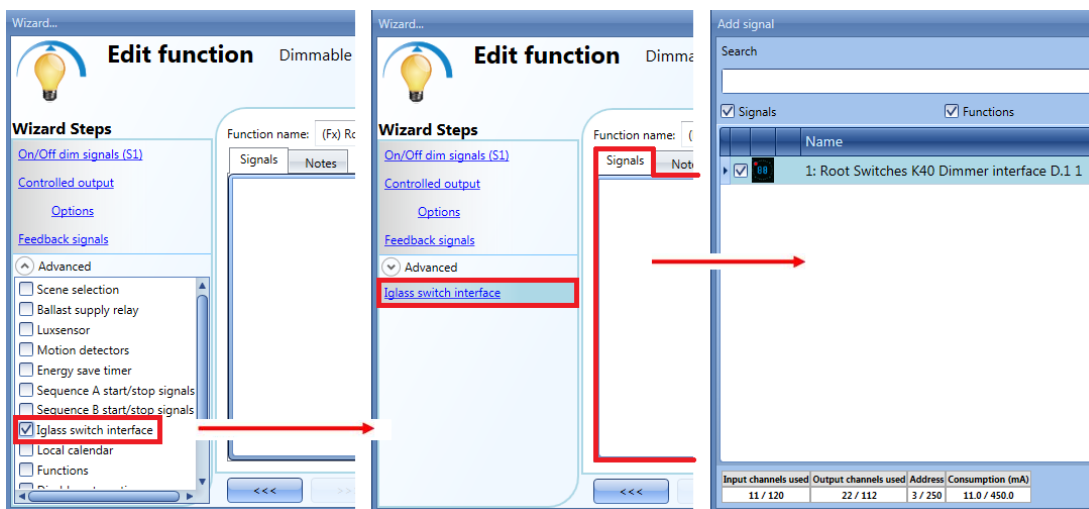 Wizard...
Edit function Dimmable
Wizard Steps
On/Off dim signals (S1)
Controlled output
Options
Feedback signals
Advanced
Scene selection
Ballast supply relay
Luxsensor
Motion detectors
Energy save timer
Sequence A start/stop signals
Sequence B start/stop signals
Iglass switch interface
Local calendar
Functions
Function name: (Fx) Ro
Signals Notes
<<< >>
Wizard...
Edit function Dimma
Wizard Steps
On/Off dim signals (S1)
Controlled output
Options
Feedback signals
Advanced
Iglass switch interface
Function name: (
Signals Not
<<<
Add signal
Search
Signals Functions
Name
1: Root Switches K40 Dimmer interface D.1 1
Input channels used Output channels used Address Consumption (mA)
11 / 120 22 / 112 3 / 250 11.0 / 450.0